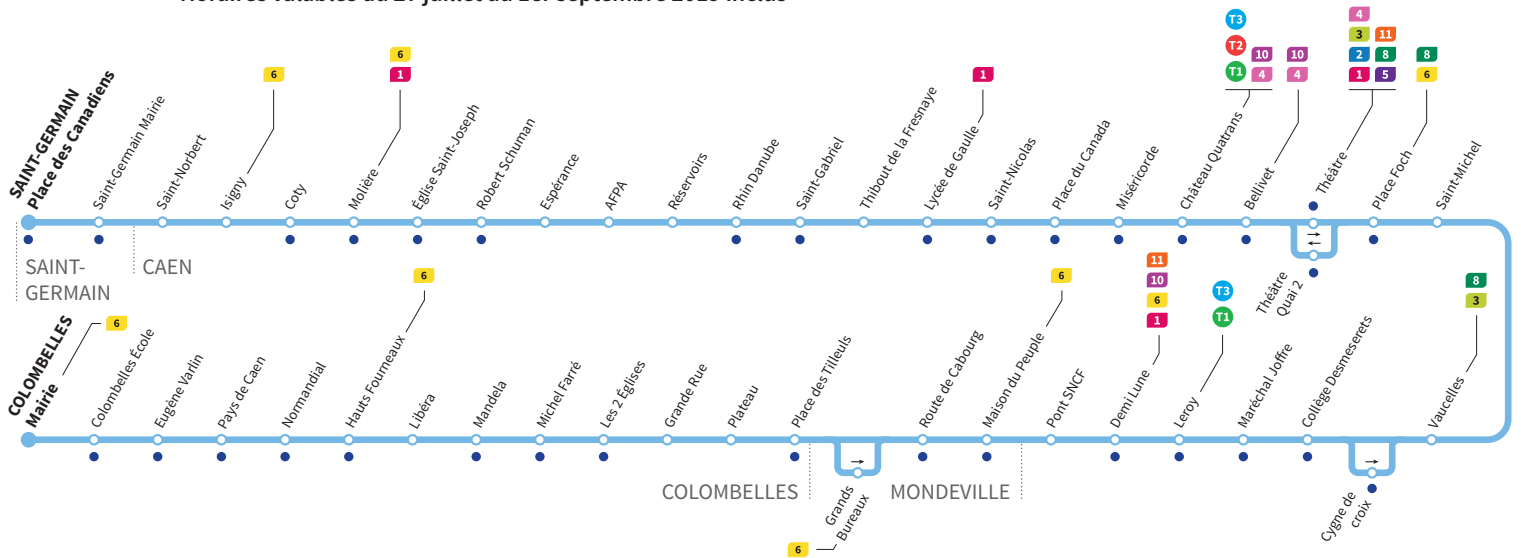 Horaires valables du juillet au septembre inclus
T3
T2
T1
10
4
10
4
4
3
2
1
11
8
5
8
6
6
6
1
1
SAINT-GERMAIN
Place des Canadiens
Saint-Germain Mairie
Saint-Norbert
Isigny
Coty
Molière
Église Saint-Joseph
Robert Schuman
Espérance
AFPA
Réservoirs
Rhin Danube
Saint-Gabriel
Thibout de la Fresnaye
Lycée de Gaulle
Saint-Nicolas
Place du Canada
Miséricorde
Château Quatrans
Bellivet
Théâtre
Place Foch
Saint-Michel
→
←
Théâtre
Quai 2
SAINT-
GERMAIN
CAEN
6
6
6
11
10
6
1
T3
T1
8
3
COLOMBELLES
Mairie
Colombelles École
Eugène Varlin
Pays de Caen
Normandial
Hauts Fourneaux
Libéra
Mandela
Michel Farré
Les 2 Églises
Grande Rue
Plateau
Place des Tilleuls
→
Grands
Bureaux
6
Route de Cabourg
Maison du Peuple
Pont SNCF
Demi Lune
Leroy
Maréchal Joffre
Collège Desmeserets
→
Cygne de
croix
Vaucelles
COLOMBELLES
MONDEVILLE